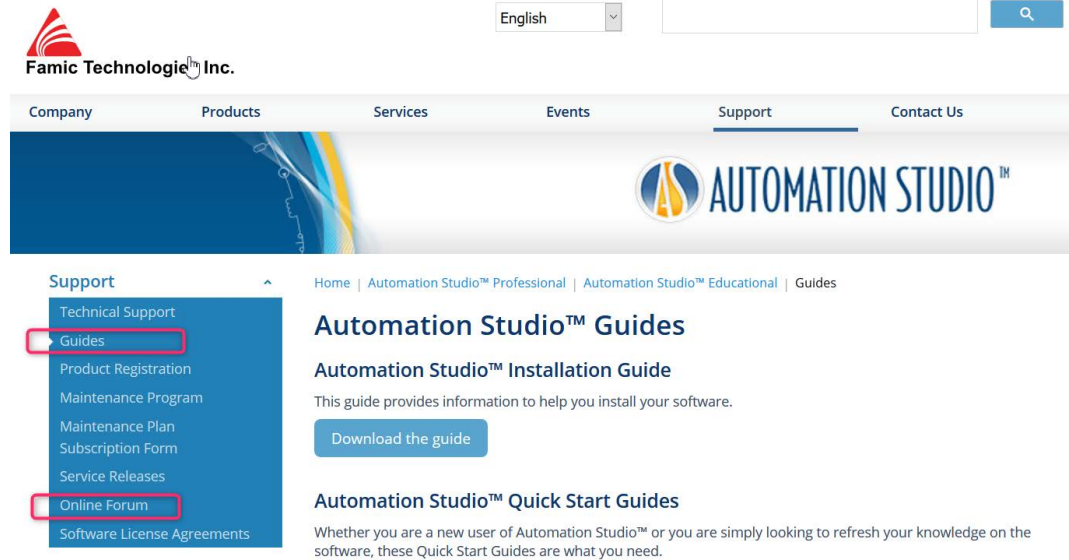 English
Famic Technologies Inc.
Company Products Services Events Support Contact Us
AS AUTOMATION STUDIO™
Support
Technical Support
Guides
Product Registration
Maintenance Program
Maintenance Plan
Subscription Form
Service Releases
Online Forum
Software License Agreements
Home | Automation Studio™ Professional | Automation Studio™ Educational | Guides
Automation Studio™ Guides
Automation Studio™ Installation Guide
This guide provides information to help you install your software.
Download the guide
Automation Studio™ Quick Start Guides
Whether you are a new user of Automation Studio™ or you are simply looking to refresh your knowledge on the
software, these Quick Start Guides are what you need.